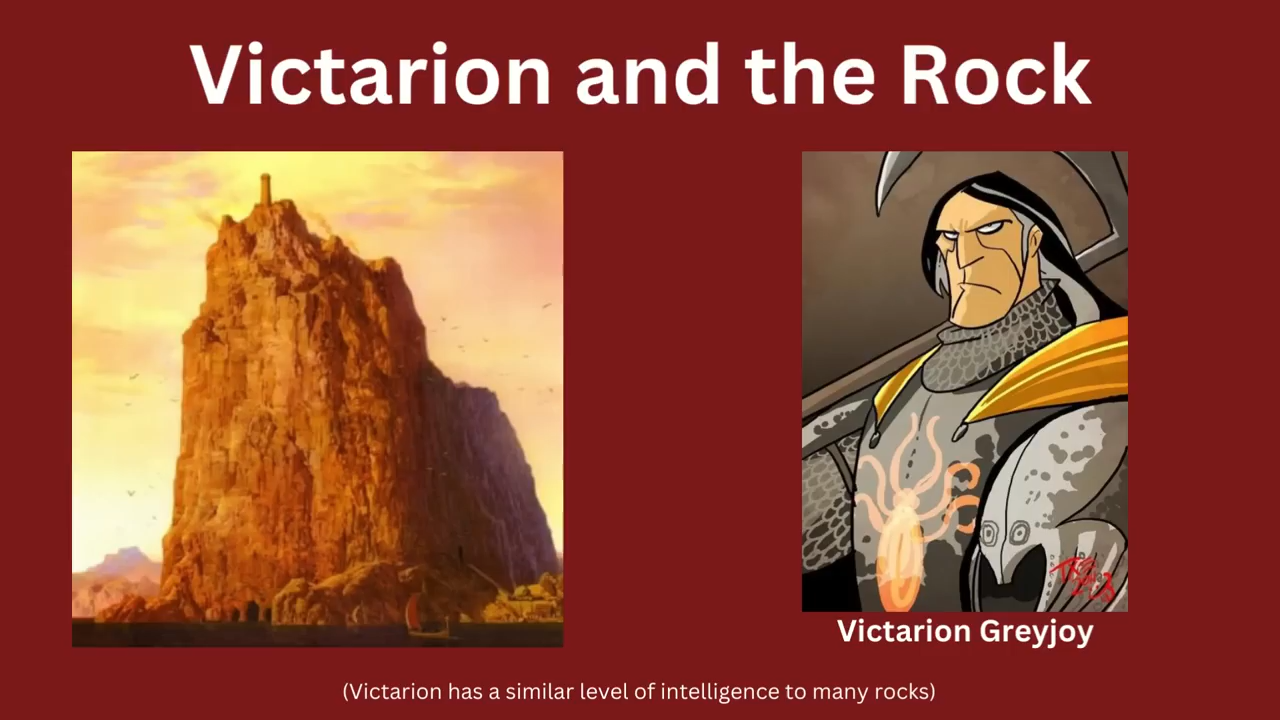 Victarion and the Rock
Victarion Greyjoy
(Victarion has a similar level of intelligence to many rocks)